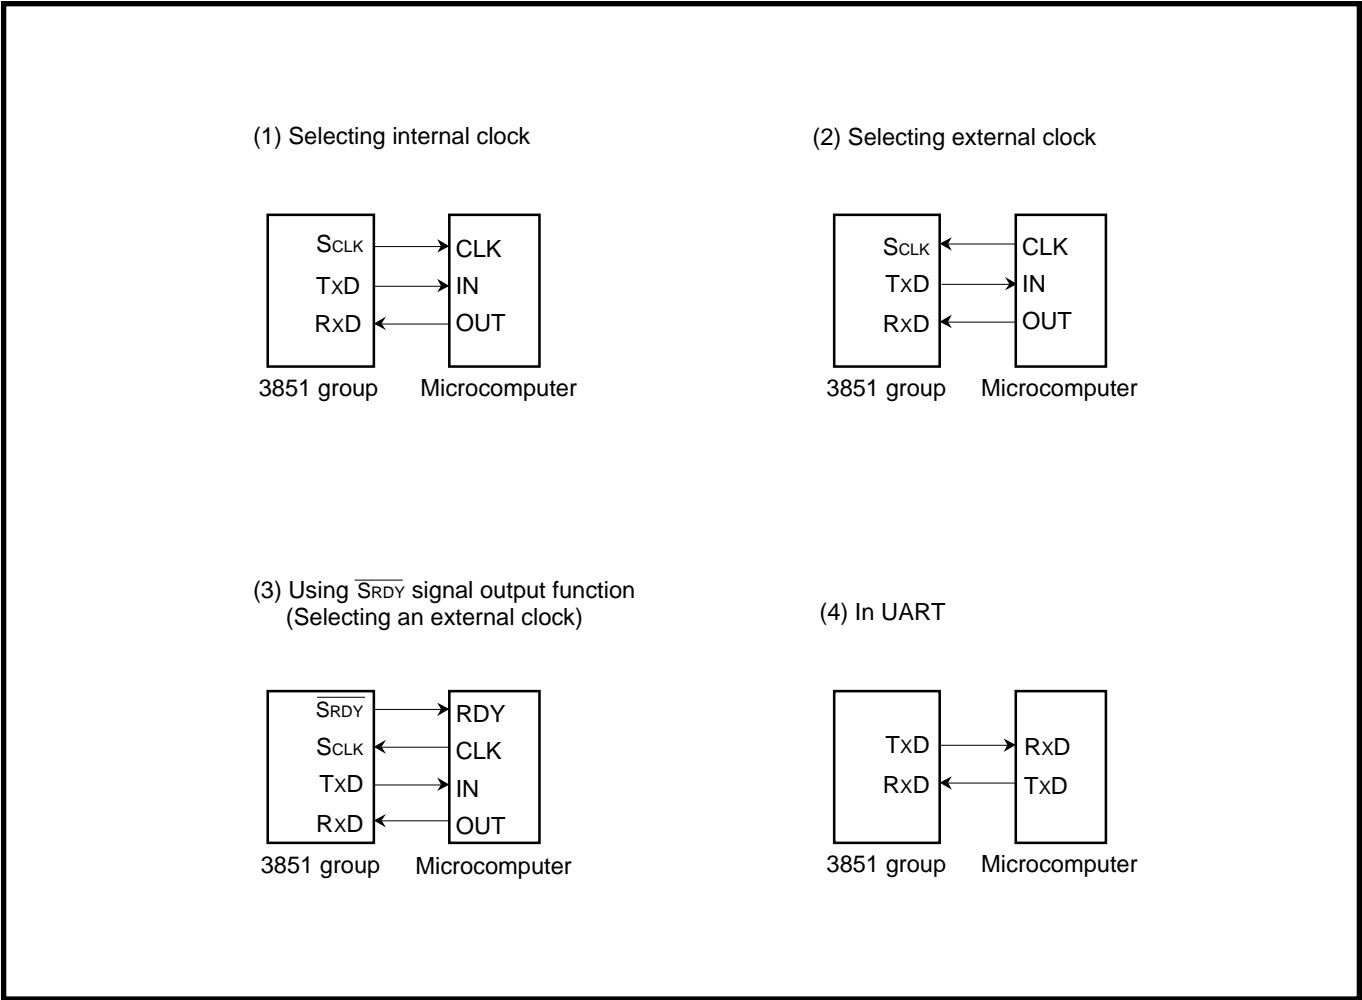 (1) Selecting internal clock
SCLK
TXD
RXD
CLK
IN
OUT
3851 group
Microcomputer
(2) Selecting external clock
SCLK
TXD
RXD
CLK
IN
OUT
3851 group
Microcomputer
(3) Using SRDY signal output function
(Selecting an external clock)
SRDY
SCLK
TXD
RXD
RDY
CLK
IN
OUT
3851 group
Microcomputer
(4) In UART
TXD
RXD
RXD
TXD
3851 group
Microcomputer